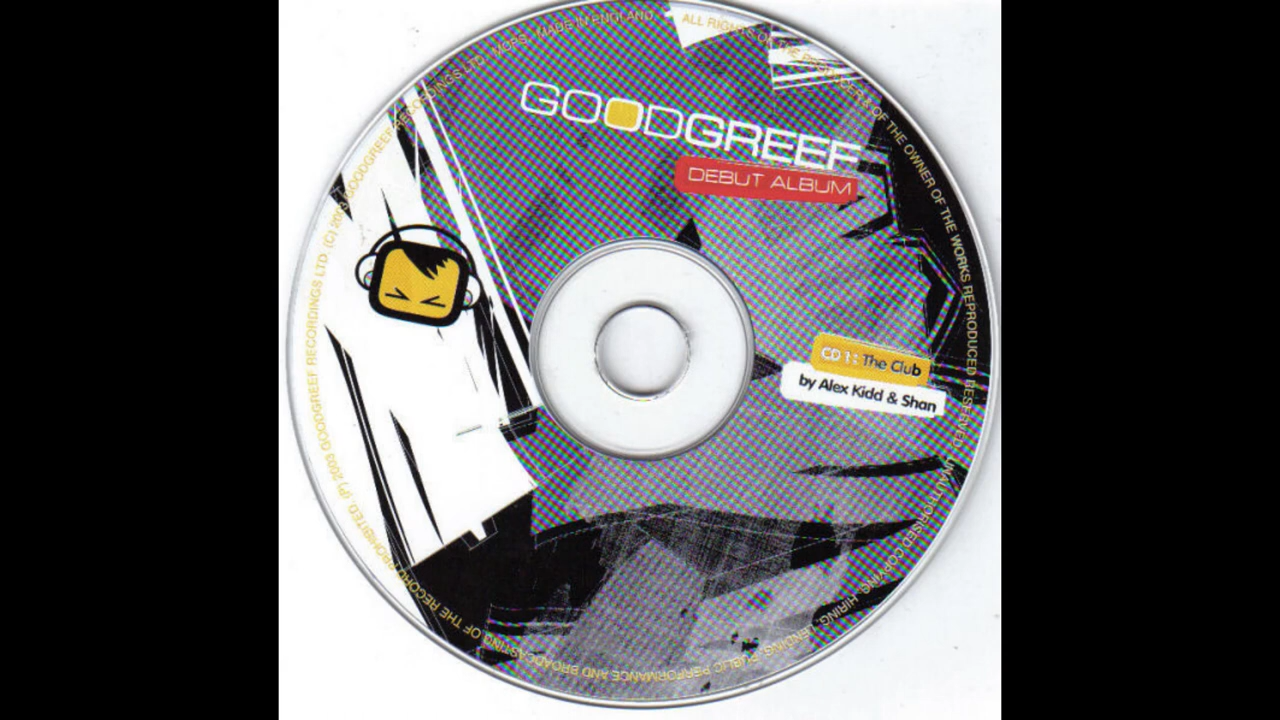 GOODGREEF
DEBUT ALBUM
CD 1: The Club
by Alex Kidd & Shan
ALL RIGHTS OF THE PRODUCER & OF THE OWNER OF THE WORKS REPRODUCED RESERVED. UNAUTHORISED COPYING, HIRING, LENDING, PUBLIC PERFORMANCE AND BROADCASTING OF THE RECORD PROHIBITED. (P) 2003 GOODGREEF RECORDINGS LTD. (C) 2003 GOODGREEF RECORDINGS LTD. MCPS. MADE IN ENGLAND